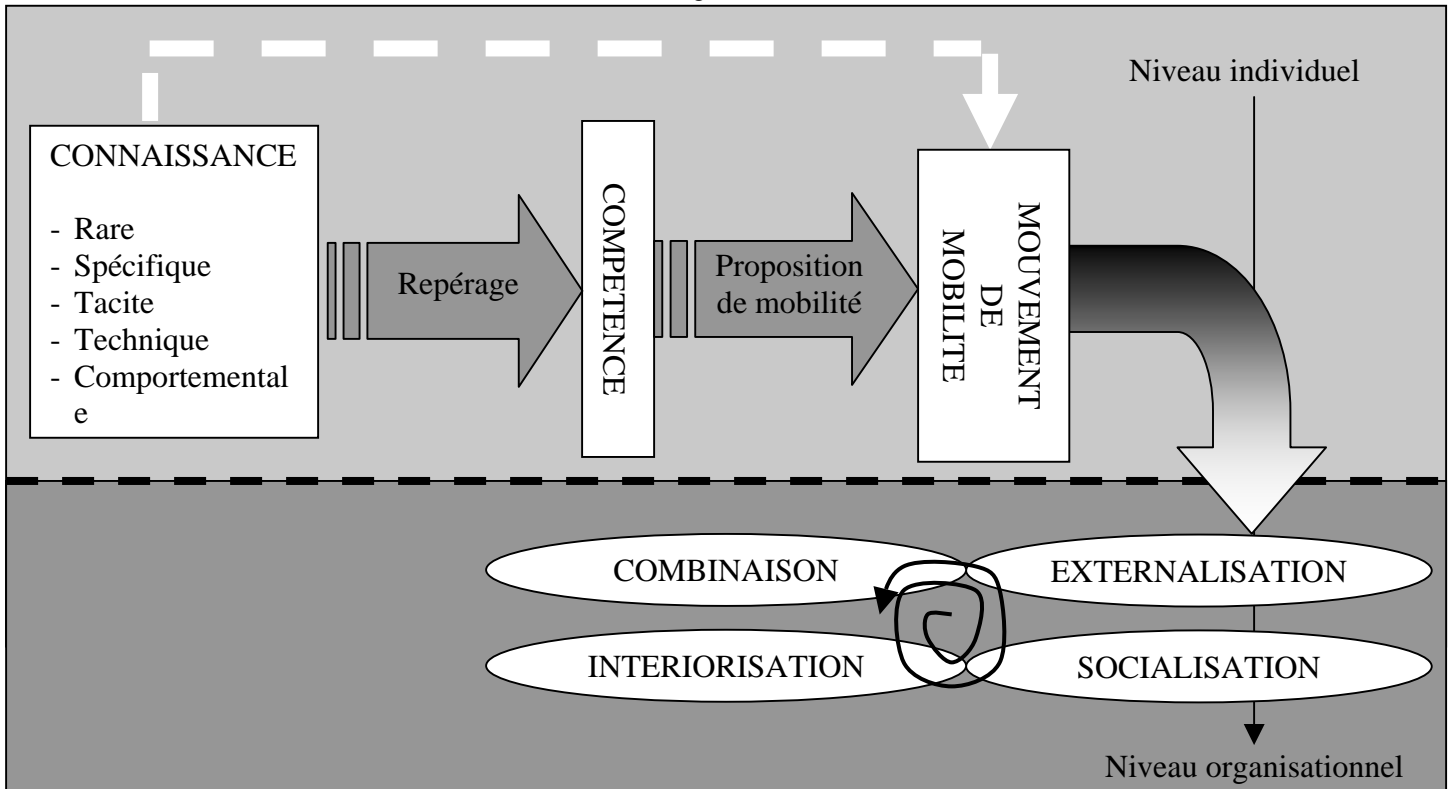 Niveau individuel
CONNAISSANCE
- Rare
- Spécifique
- Tacite
- Technique
- Comportemental
e
Repérage
COMPETENCE
Proposition
de mobilité
MOUVEMENT
DE
MOBILITE
COMBINAISON
EXTERNALISATION
INTERIORISATION
SOCIALISATION
Niveau organisationnel